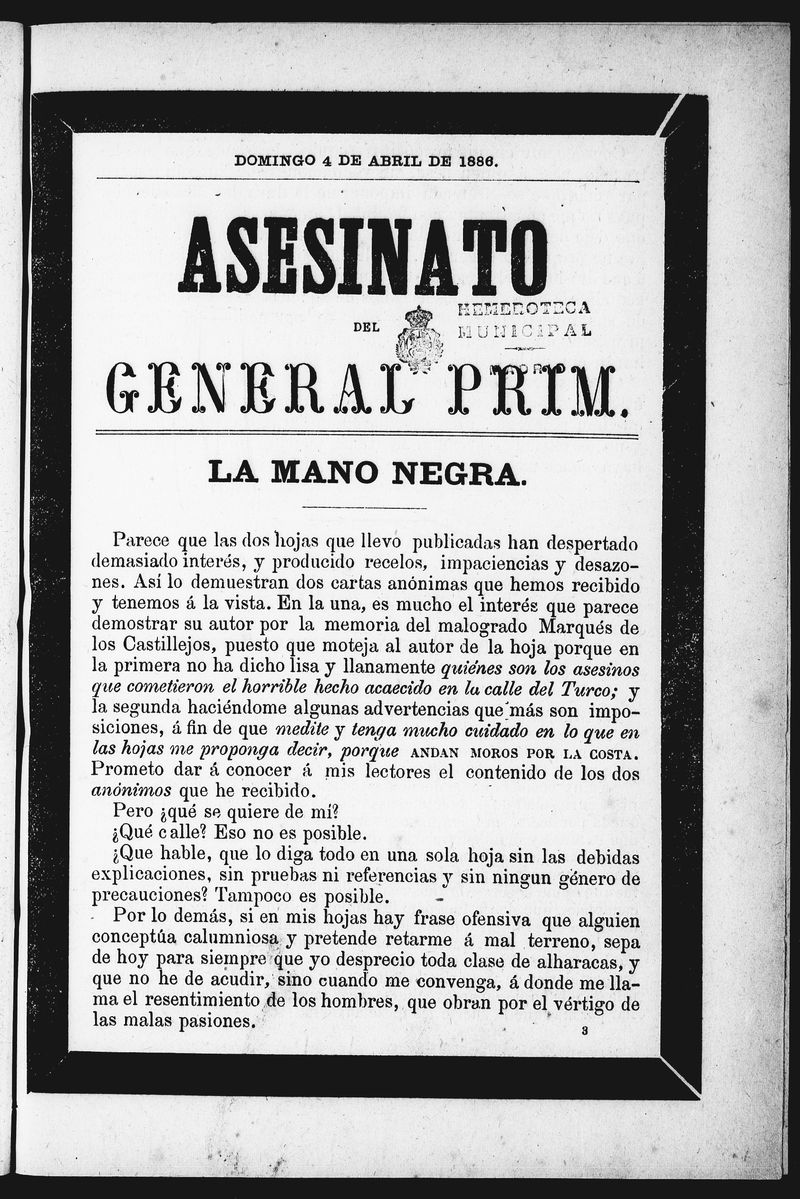 DOMINGO 4 DE ABRIL DE 1886.
ASESINATO
DEL
HEMEROTECA
MUNICIPAL
MADRID
GENERAL PRIM.
LA MANO NEGRA.
Parece que las dos hojas que llevo publicadas han despertado
demasiado interés, y producido recelos, impaciencias y desazo-
nes. Así lo demuestran dos cartas anónimas que hemos recibido
y tenemos á la vista. En la una, es mucho el interés que parece
demostrar su autor por la memoria del malogrado Marqués de
los Castillejos, puesto que moteja al autor de la hoja porque en
la primera no ha dicho lisa y llanamente quiénes son los asesinos
que cometieron el horrible hecho acaecido en la calle del Turco; y
la segunda haciéndome algunas advertencias que más son impo-
siciones, á fin de que medite y tenga mucho cuidado en lo que en
las hojas me proponga decir, porque ANDAN MOROS POR LA COSTA.
Prometo dar á conocer á mis lectores el contenido de los dos
anónimos que he recibido.
Pero ¿qué se quiere de mí?
¿Qué calle? Eso no es posible.
¿Que hable, que lo diga todo en una sola hoja sin las debidas
explicaciones, sin pruebas ni referencias y sin ningun género de
precauciones? Tampoco es posible.
Por lo demás, si en mis hojas hay frase ofensiva que alguien
conceptúa calumniosa y pretende retarme á mal terreno, sepa
de hoy para siempre que yo desprecio toda clase de alharacas, y
que no he de acudir, sino cuando me convenga, á donde me lla-
ma el resentimiento de los hombres, que obran por el vértigo de
las malas pasiones.
3